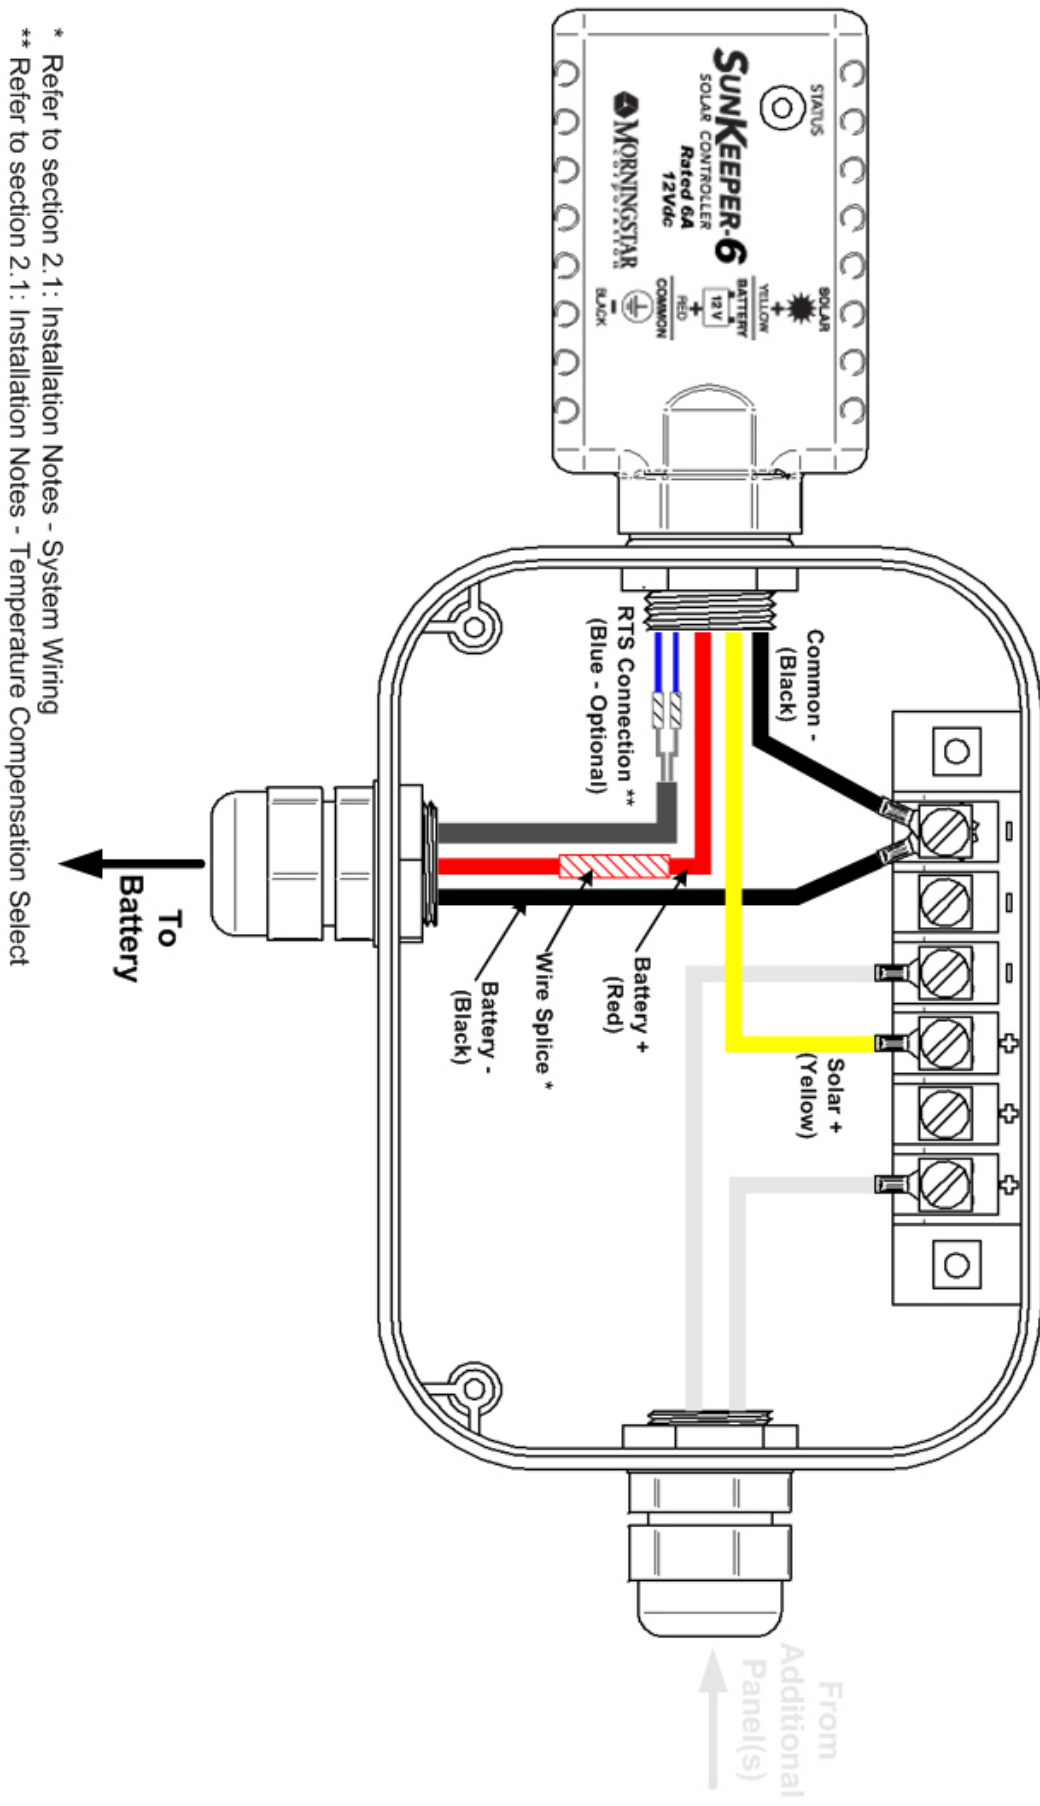 STATUS
SUNKEEPER-6
SOLAR CONTROLLER
Rated 6A
12Vdc
MORNINGSTAR
corporation
SOLAR
+
YELLOW
BATTERY
12 V
+
RED
COMMON
-
BLACK
Common -
(Black)
RTS Connection **
(Blue - Optional)
- - - + + +
Solar +
(Yellow)
Battery +
(Red)
Wire Splice *
Battery -
(Black)
To
Battery
From
Additional
Panel(s)
* Refer to section 2.1: Installation Notes - System Wiring
** Refer to section 2.1: Installation Notes - Temperature Compensation Select